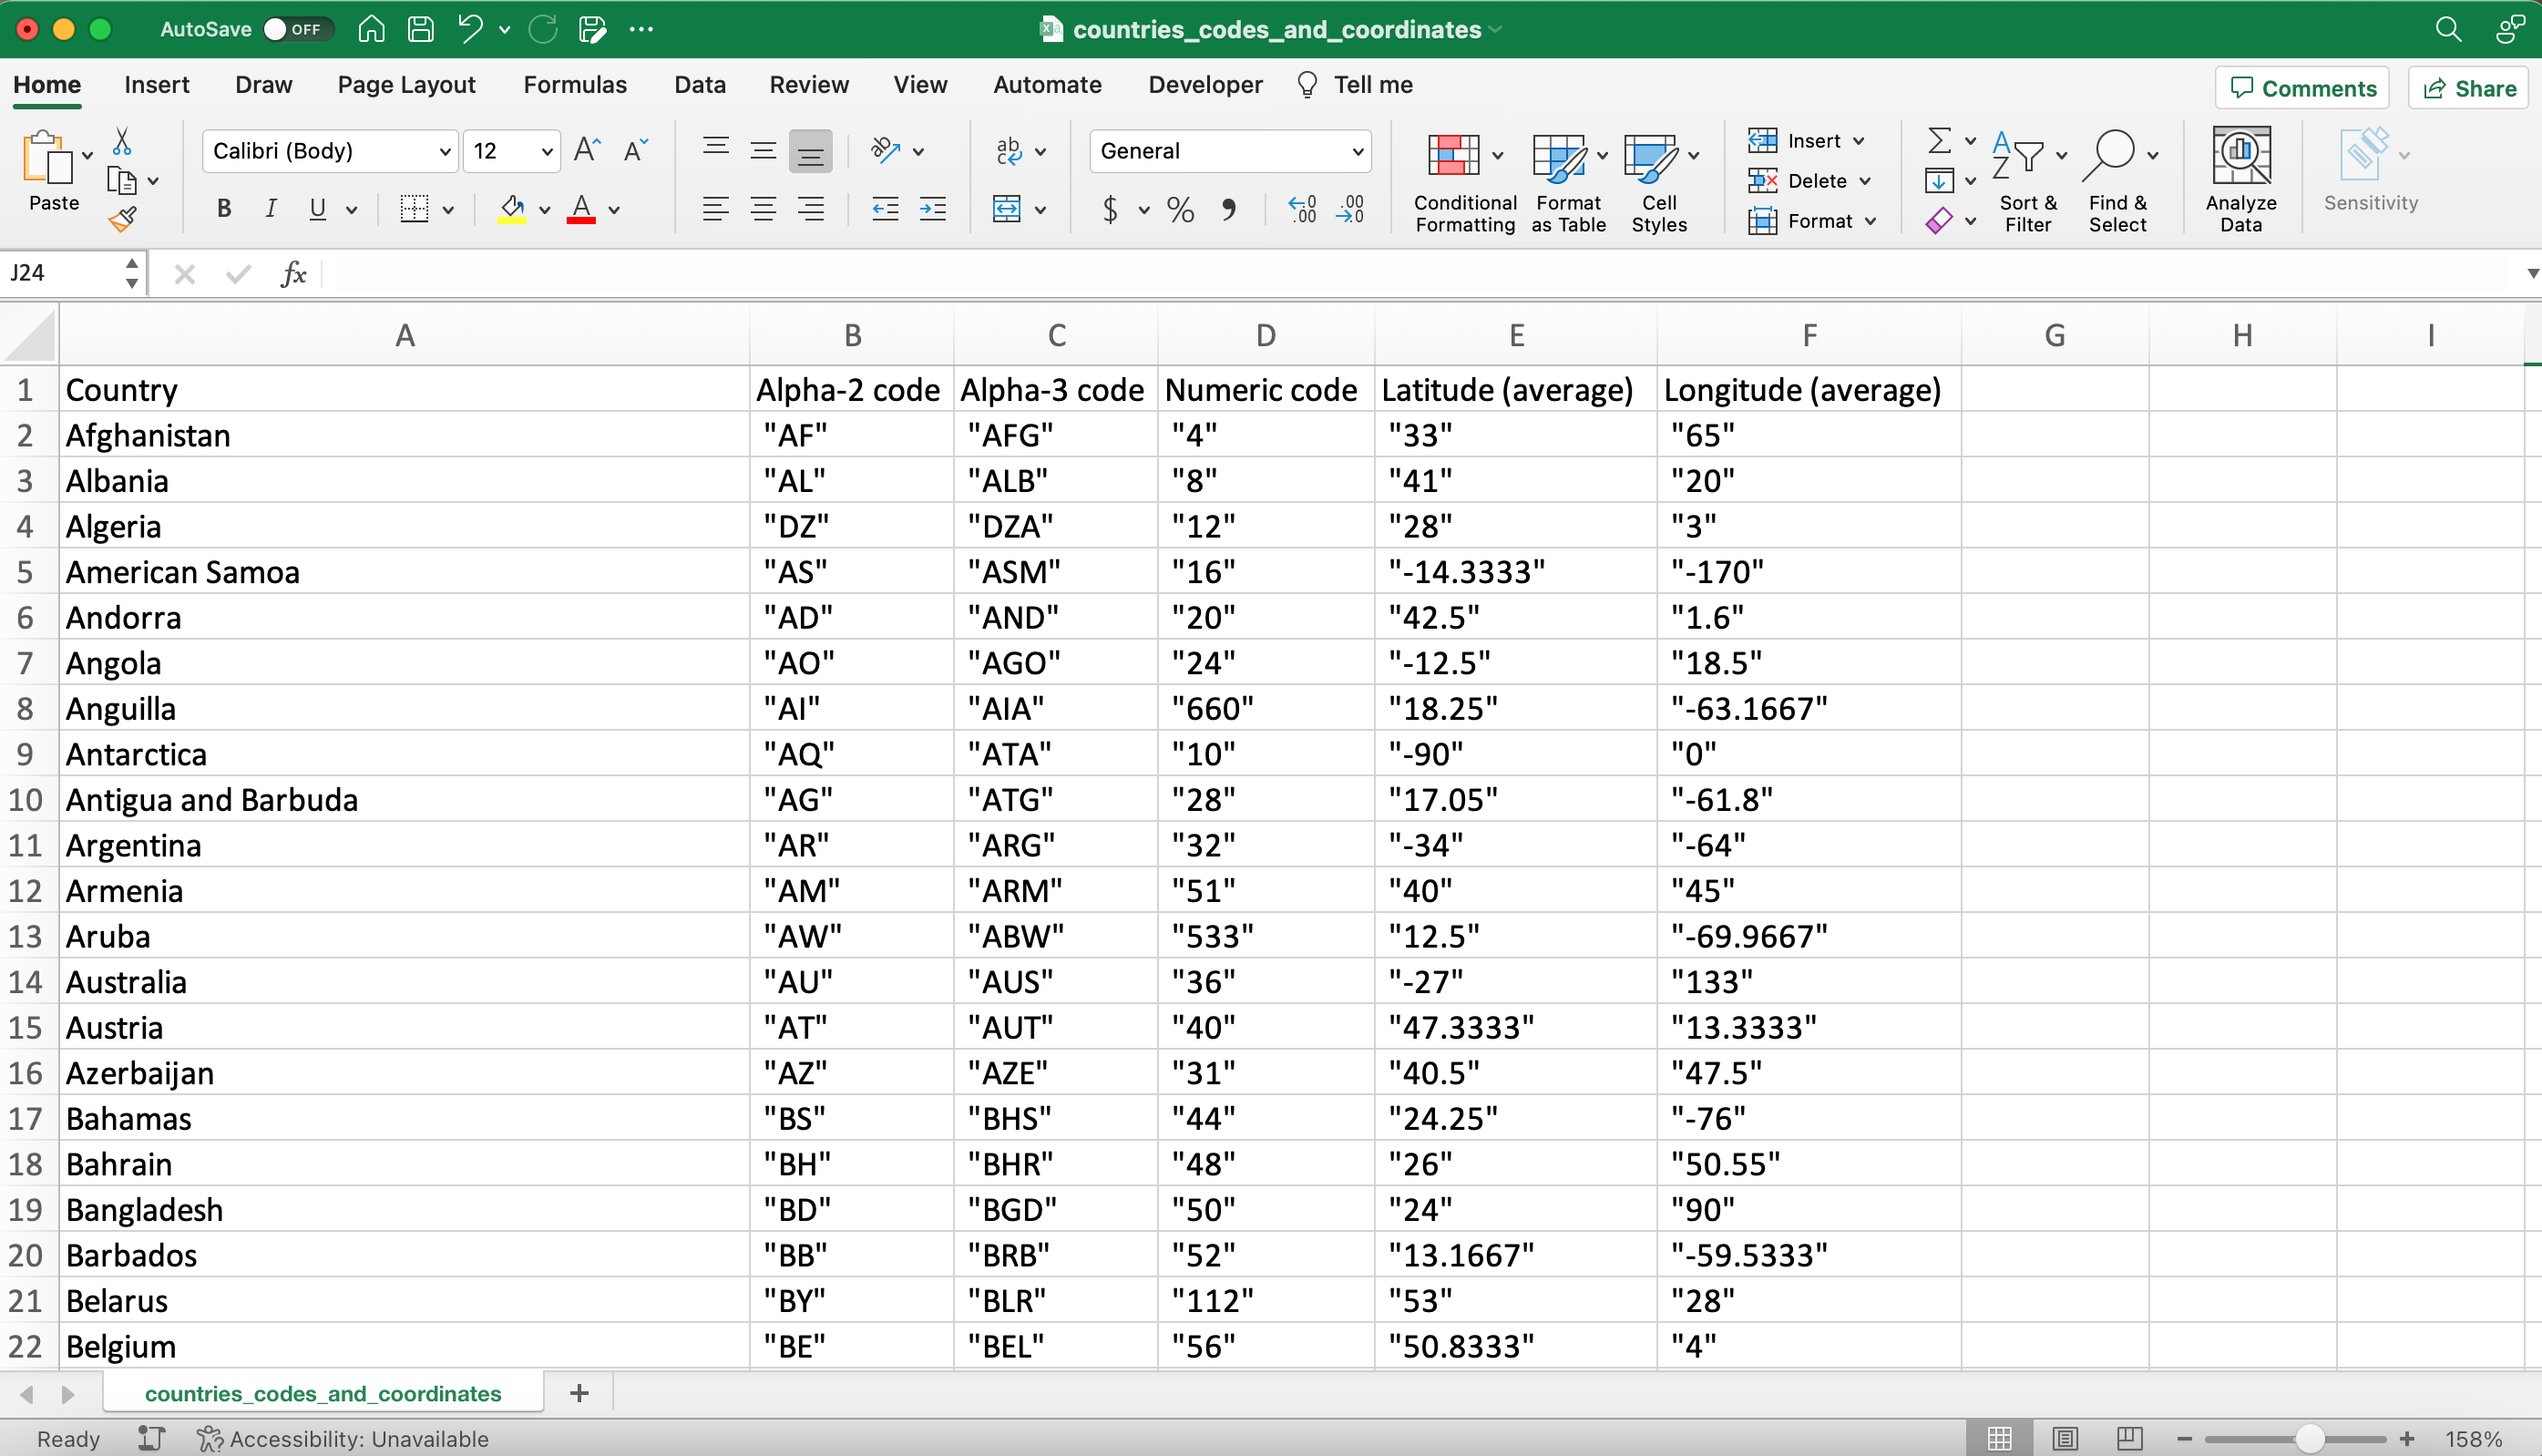 AutoSave OFF countries_codes_and_coordinates
Home Insert Draw Page Layout Formulas Data Review View Automate Developer Tell me Comments Share
Paste Calibri (Body) 12 General Conditional Formatting Format as Table Cell Styles Insert Delete Format Sort & Filter Find & Select Analyze Data Sensitivity
J24 fx
A B C D E F G H I
1 Country Alpha-2 code Alpha-3 code Numeric code Latitude (average) Longitude (average)
2 Afghanistan "AF" "AFG" "4" "33" "65"
3 Albania "AL" "ALB" "8" "41" "20"
4 Algeria "DZ" "DZA" "12" "28" "3"
5 American Samoa "AS" "ASM" "16" "-14.3333" "-170"
6 Andorra "AD" "AND" "20" "42.5" "1.6"
7 Angola "AO" "AGO" "24" "-12.5" "18.5"
8 Anguilla "AI" "AIA" "660" "18.25" "-63.1667"
9 Antarctica "AQ" "ATA" "10" "-90" "0"
10 Antigua and Barbuda "AG" "ATG" "28" "17.05" "-61.8"
11 Argentina "AR" "ARG" "32" "-34" "-64"
12 Armenia "AM" "ARM" "51" "40" "45"
13 Aruba "AW" "ABW" "533" "12.5" "-69.9667"
14 Australia "AU" "AUS" "36" "-27" "133"
15 Austria "AT" "AUT" "40" "47.3333" "13.3333"
16 Azerbaijan "AZ" "AZE" "31" "40.5" "47.5"
17 Bahamas "BS" "BHS" "44" "24.25" "-76"
18 Bahrain "BH" "BHR" "48" "26" "50.55"
19 Bangladesh "BD" "BGD" "50" "24" "90"
20 Barbados "BB" "BRB" "52" "13.1667" "-59.5333"
21 Belarus "BY" "BLR" "112" "53" "28"
22 Belgium "BE" "BEL" "56" "50.8333" "4"
countries_codes_and_coordinates
Ready Accessibility: Unavailable 158%